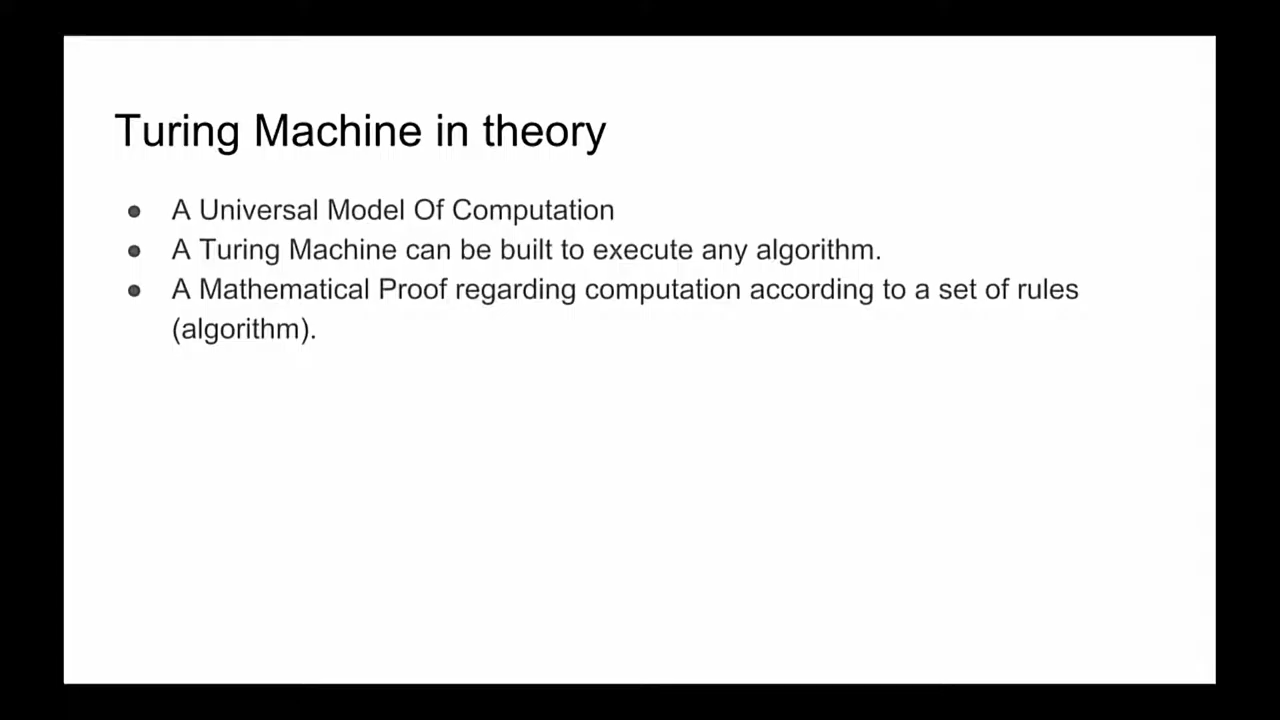 Turing Machine in theory
● A Universal Model Of Computation
● A Turing Machine can be built to execute any algorithm.
● A Mathematical Proof regarding computation according to a set of rules
(algorithm).